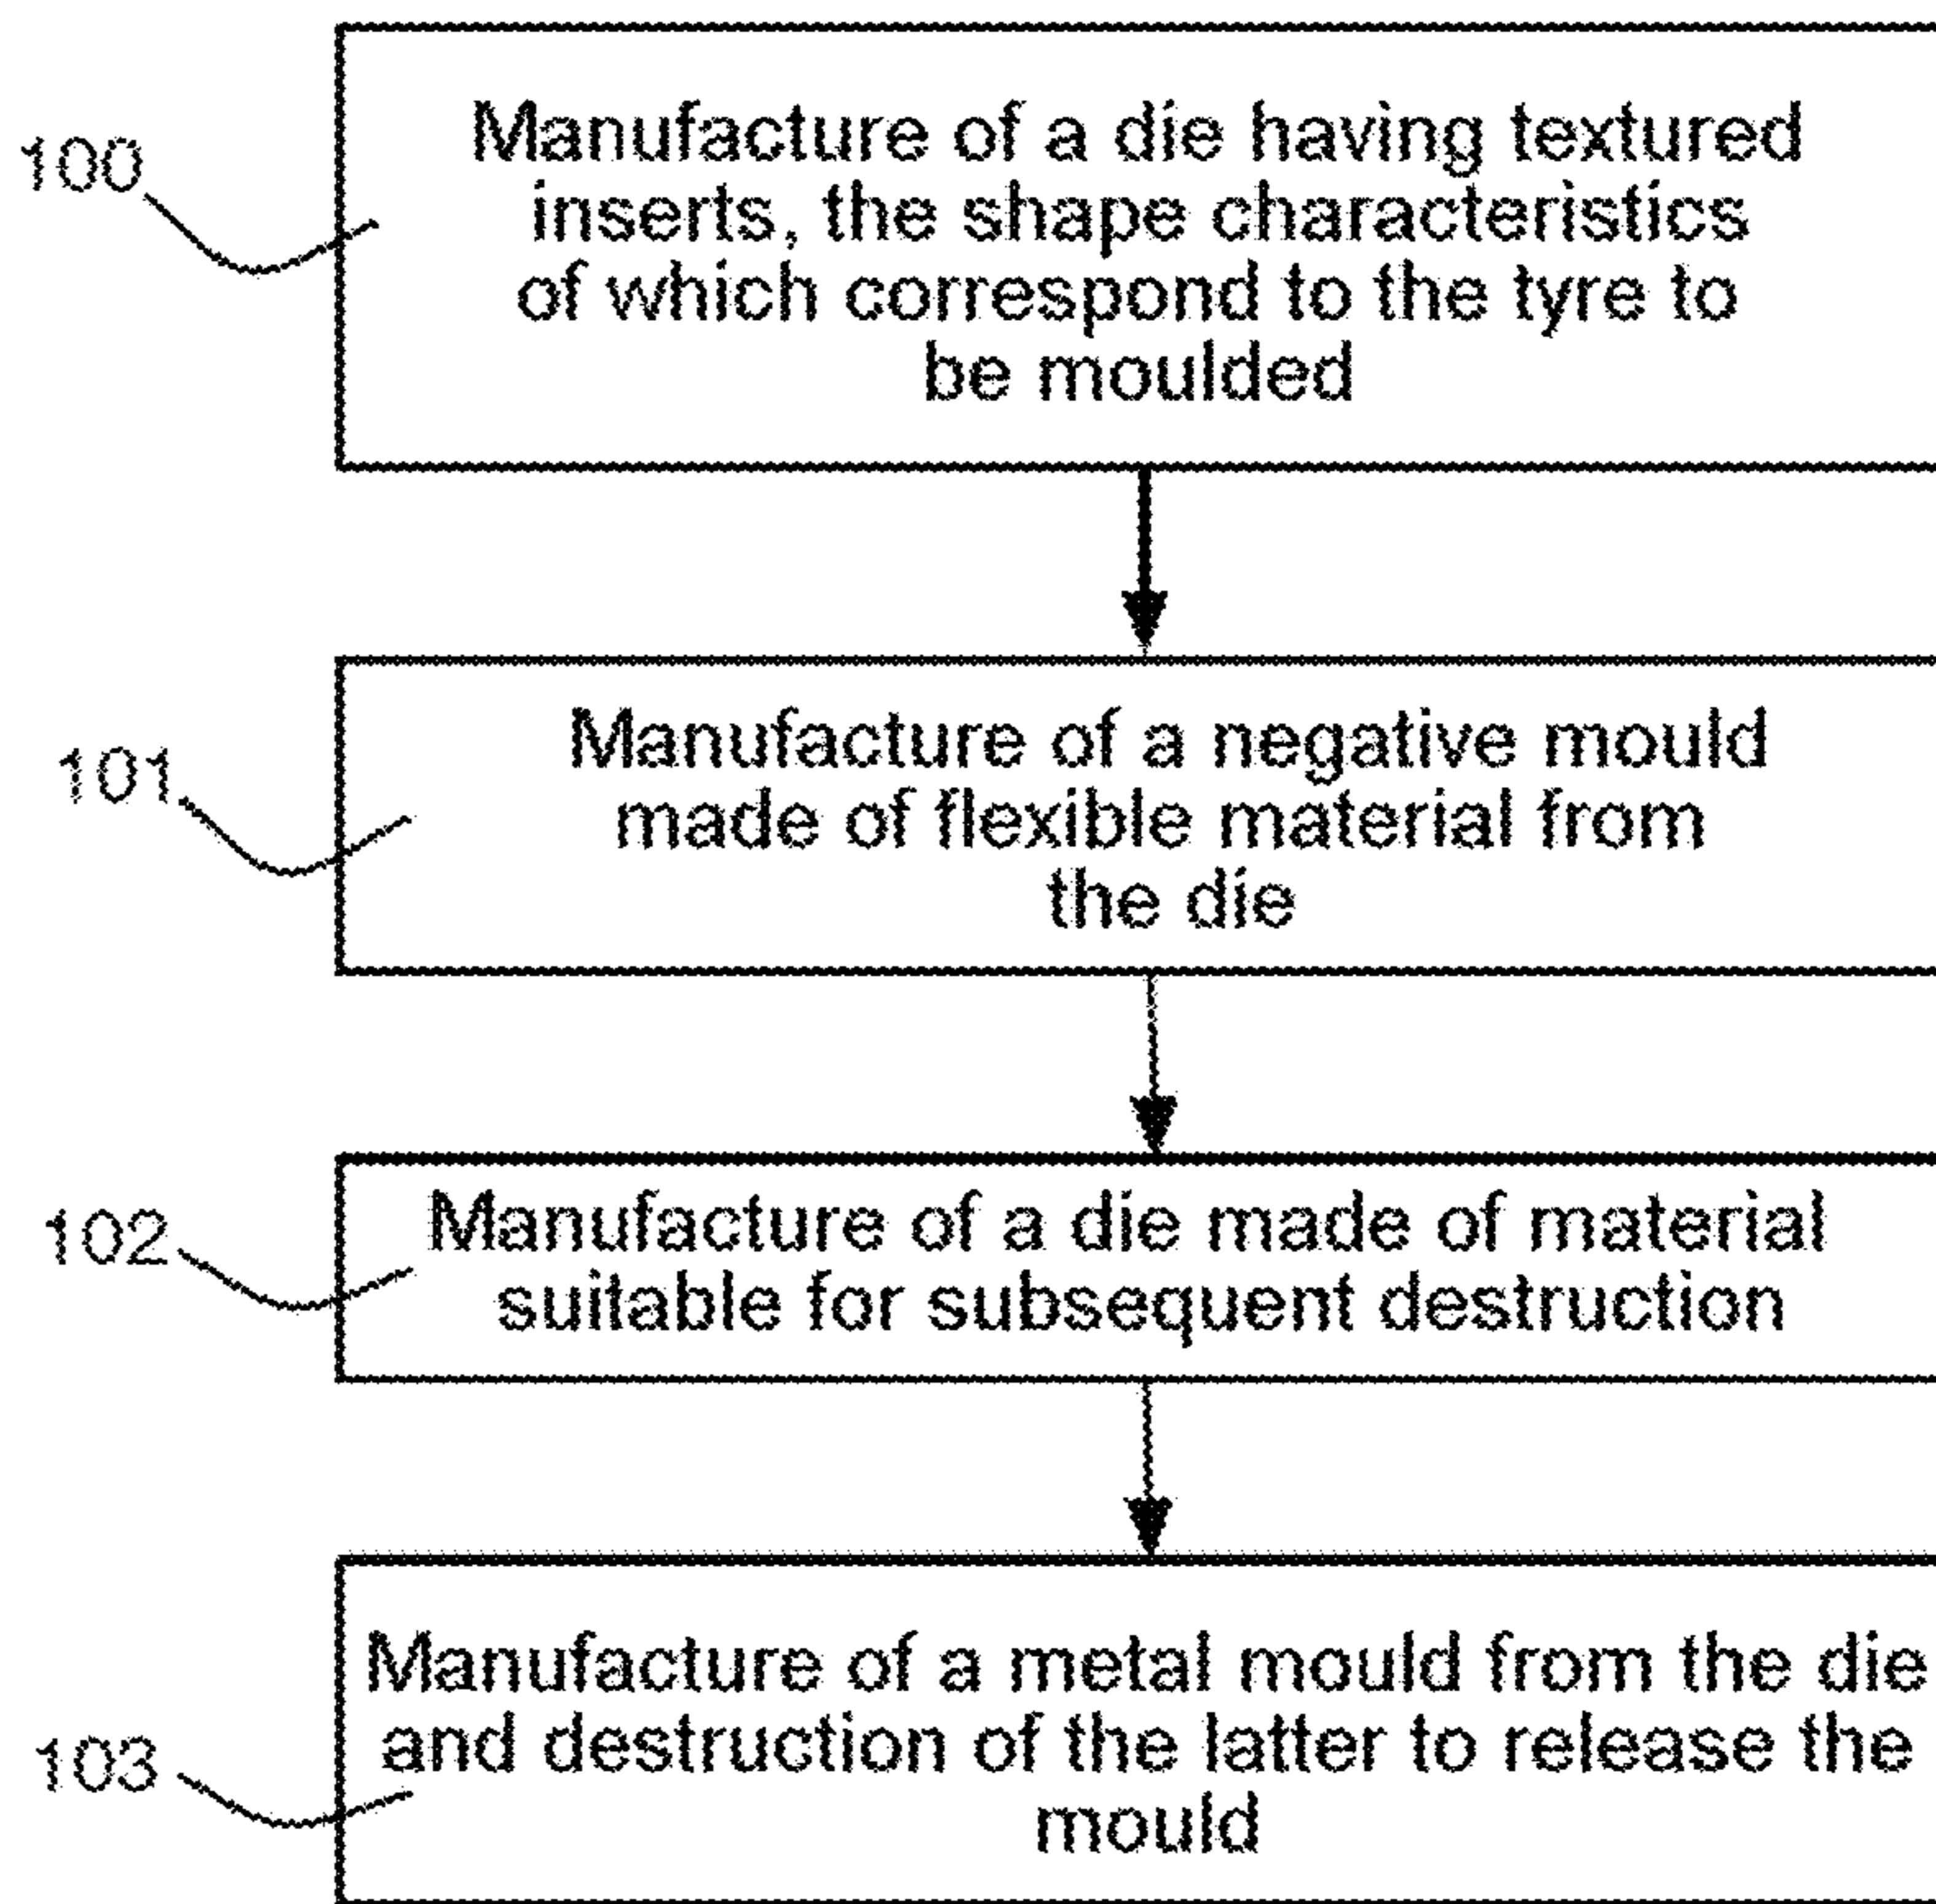 100
Manufacture of a die having textured
inserts, the shape characteristics
of which correspond to the tyre to
be moulded
101
Manufacture of a negative mould
made of flexible material from
the die
102
Manufacture of a die made of material
suitable for subsequent destruction
103
Manufacture of a metal mould from the die
and destruction of the latter to release the
mould